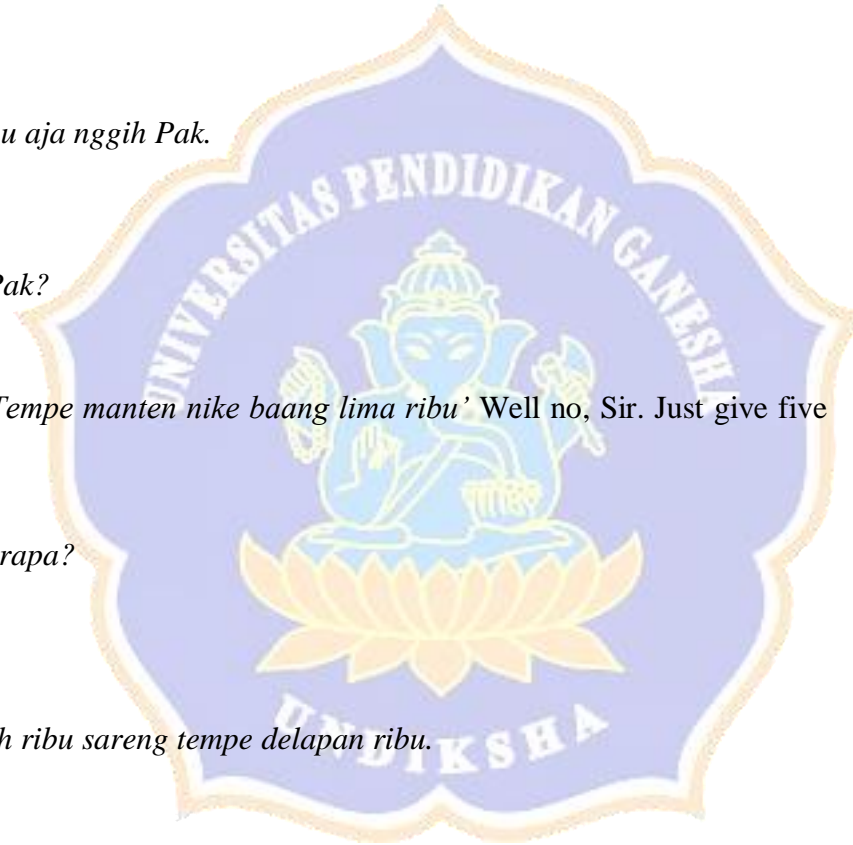 u aja nggih Pak.
UNIVERSITAS PENDIDIKAN GANESHA
Pak?
Tempe manten nike baang lima ribu’ Well no, Sir. Just give five
rapa?
h ribu sareng tempe delapan ribu.
UNDIKSHA